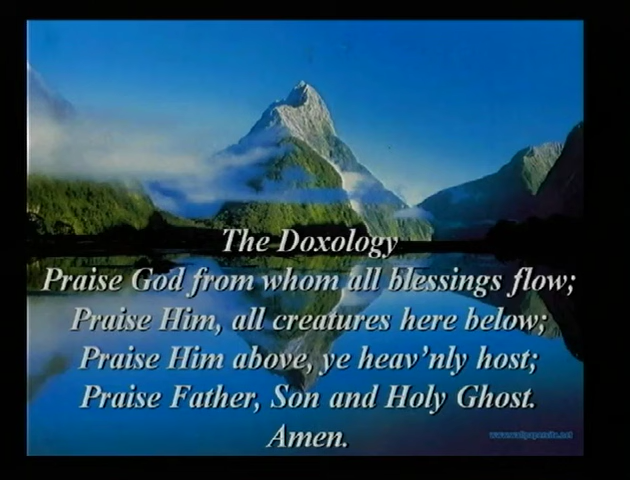 The Doxology
Praise God from whom all blessings flow;
Praise Him, all creatures here below;
Praise Him above, ye heav’nly host;
Praise Father, Son and Holy Ghost.
Amen.